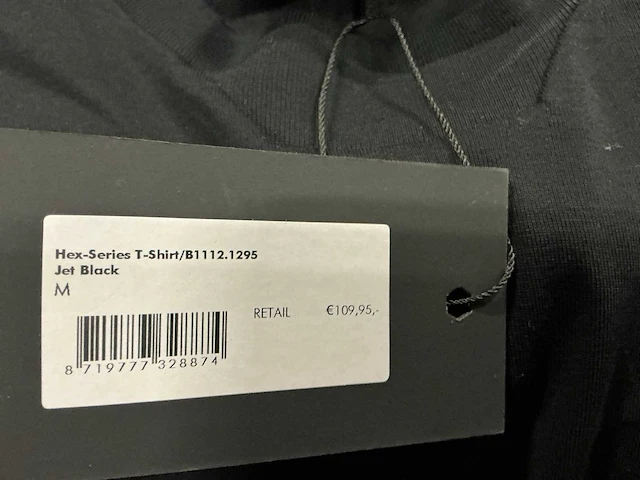 Hex-Series T-Shirt/B1112.1295
Jet Black
M
RETAIL €109,95,-
8 719777 328874